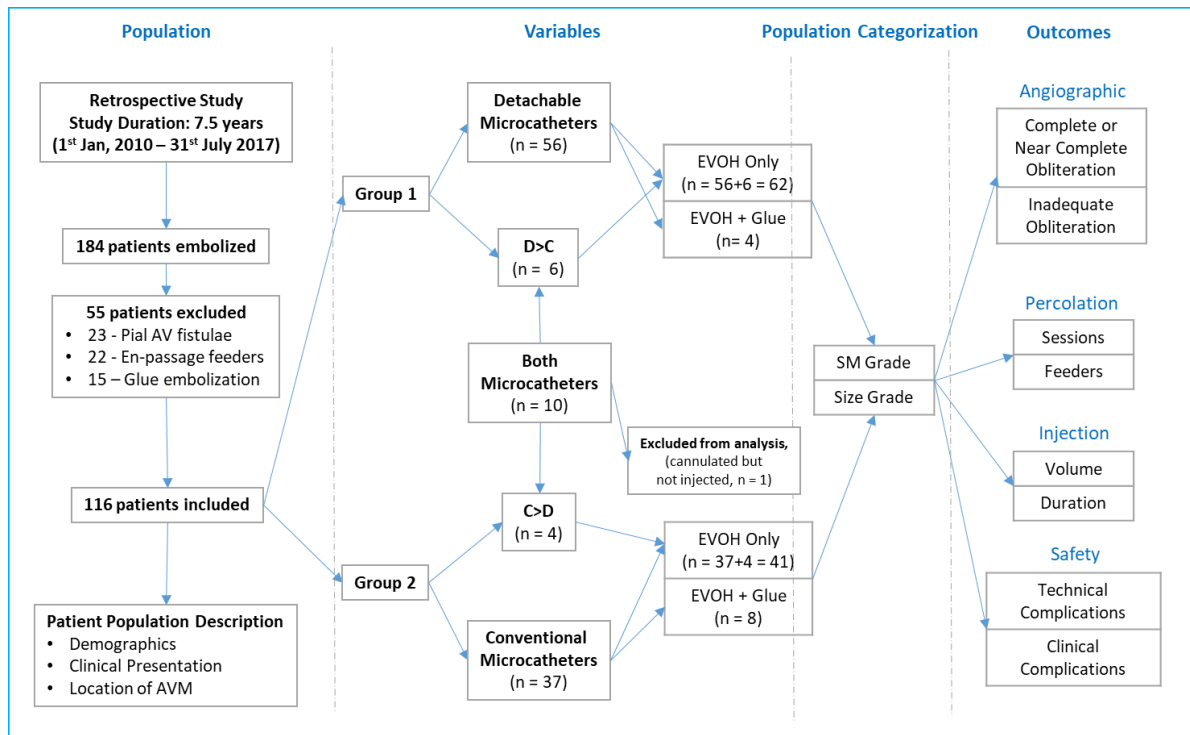 Population
Variables
Population Categorization
Outcomes
Retrospective Study
Study Duration: 7.5 years
(1st Jan, 2010 – 31st July 2017)
184 patients embolized
55 patients excluded
• 23 - Pial AV fistulae
• 22 - En-passage feeders
• 15 – Glue embolization
116 patients included
Patient Population Description
• Demographics
• Clinical Presentation
• Location of AVM
Group 1
Group 2
Detachable
Microcatheters
(n = 56)
D>C
(n = 6)
Both
Microcatheters
(n = 10)
Excluded from analysis,
(cannulated but
not injected, n = 1)
C>D
(n = 4)
Conventional
Microcatheters
(n = 37)
EVOH Only
(n = 56+6 = 62)
EVOH + Glue
(n= 4)
EVOH Only
(n = 37+4 = 41)
EVOH + Glue
(n = 8)
SM Grade
Size Grade
Angiographic
Complete or
Near Complete
Obliteration
Inadequate
Obliteration
Percolation
Sessions
Feeders
Injection
Volume
Duration
Safety
Technical
Complications
Clinical
Complications